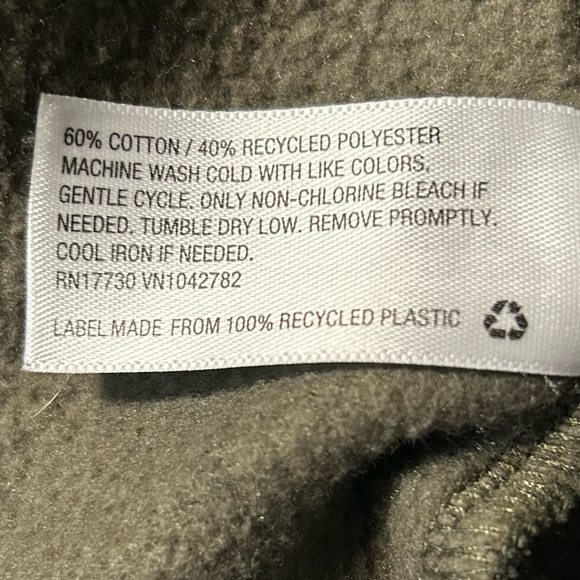 60% COTTON / 40% RECYCLED POLYESTER
MACHINE WASH COLD WITH LIKE COLORS.
GENTLE CYCLE. ONLY NON-CHLORINE BLEACH IF
NEEDED. TUMBLE DRY LOW. REMOVE PROMPTLY.
COOL IRON IF NEEDED.
RN17730 VN1042782
LABEL MADE FROM 100% RECYCLED PLASTIC